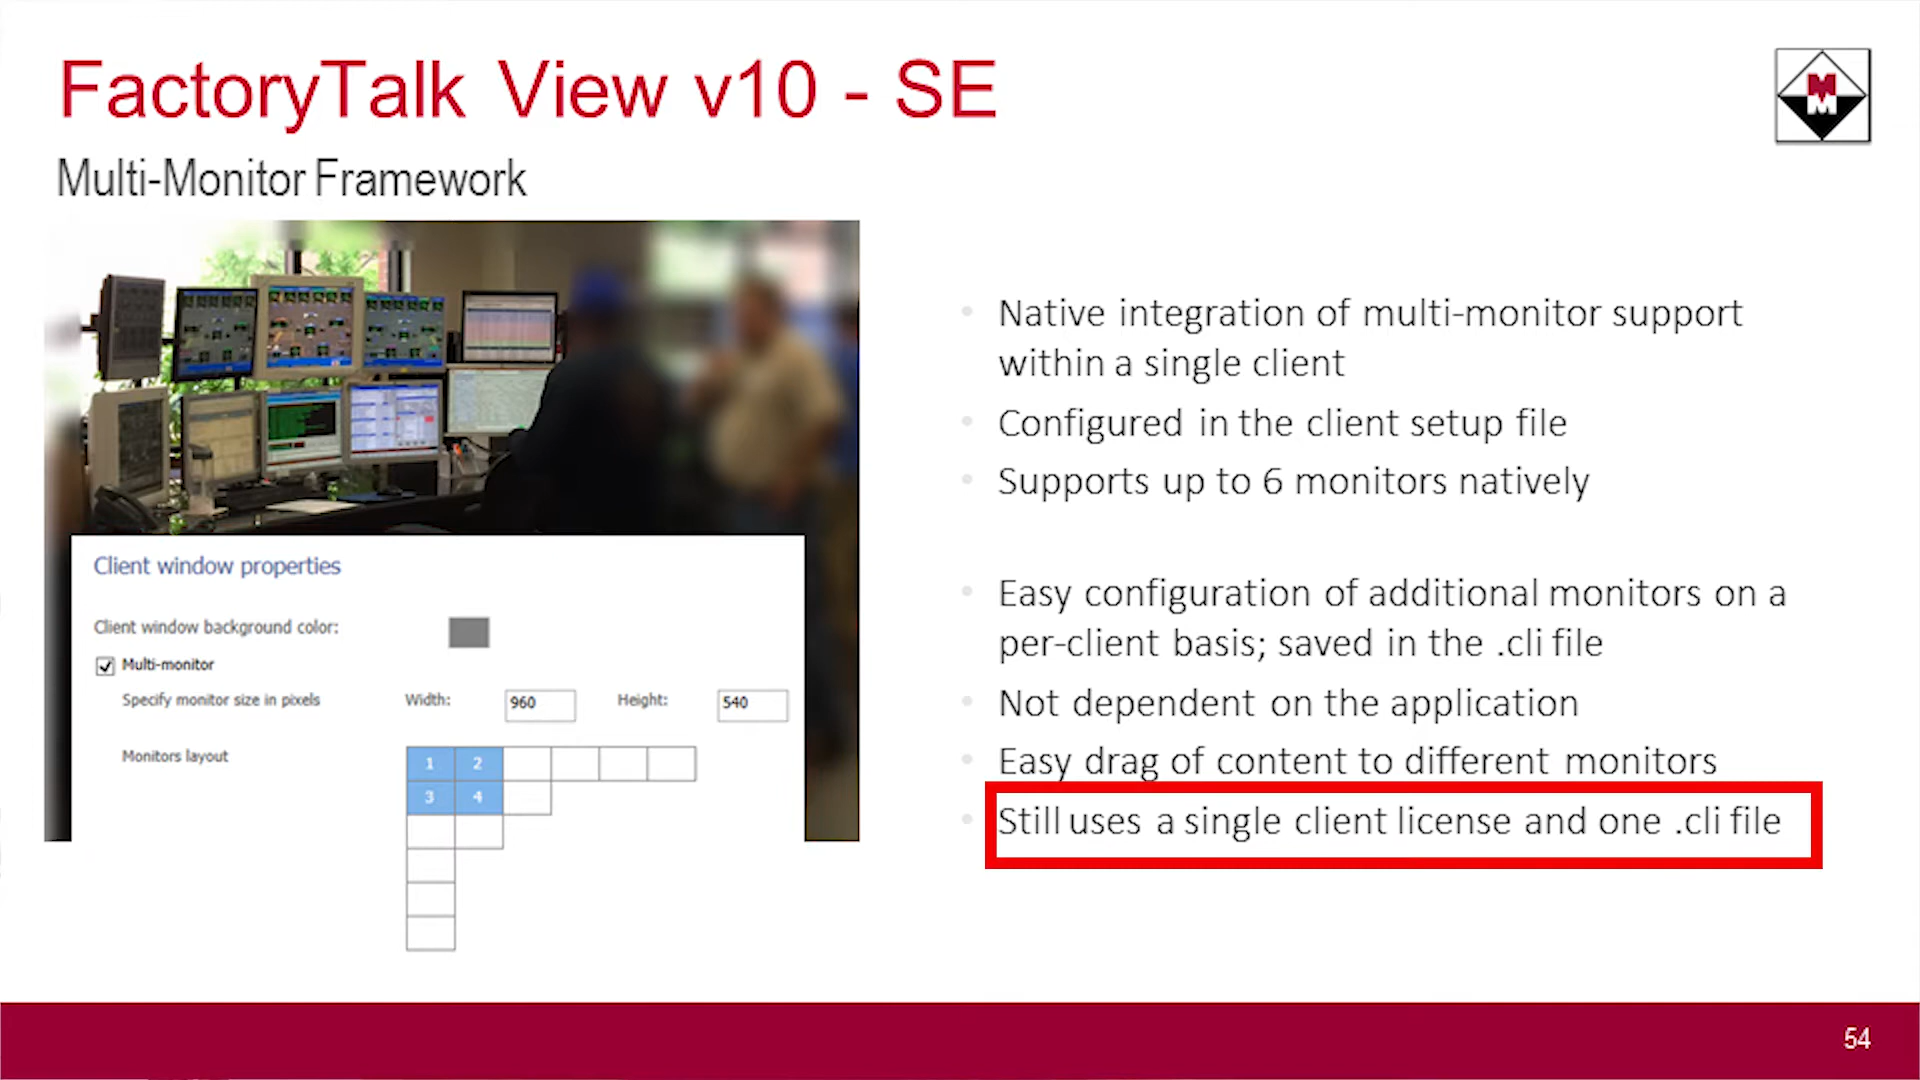 FactoryTalk View v10 - SE
Multi-Monitor Framework
Native integration of multi-monitor support
within a single client
Configured in the client setup file
Supports up to 6 monitors natively
Easy configuration of additional monitors on a
per-client basis; saved in the .cli file
Not dependent on the application
Easy drag of content to different monitors
Still uses a single client license and one .cli file
Client window properties
Client window background color:
Multi-monitor
Specify monitor size in pixels Width: 960 Height: 540
Monitors layout
1 2
3 4
M
M
54